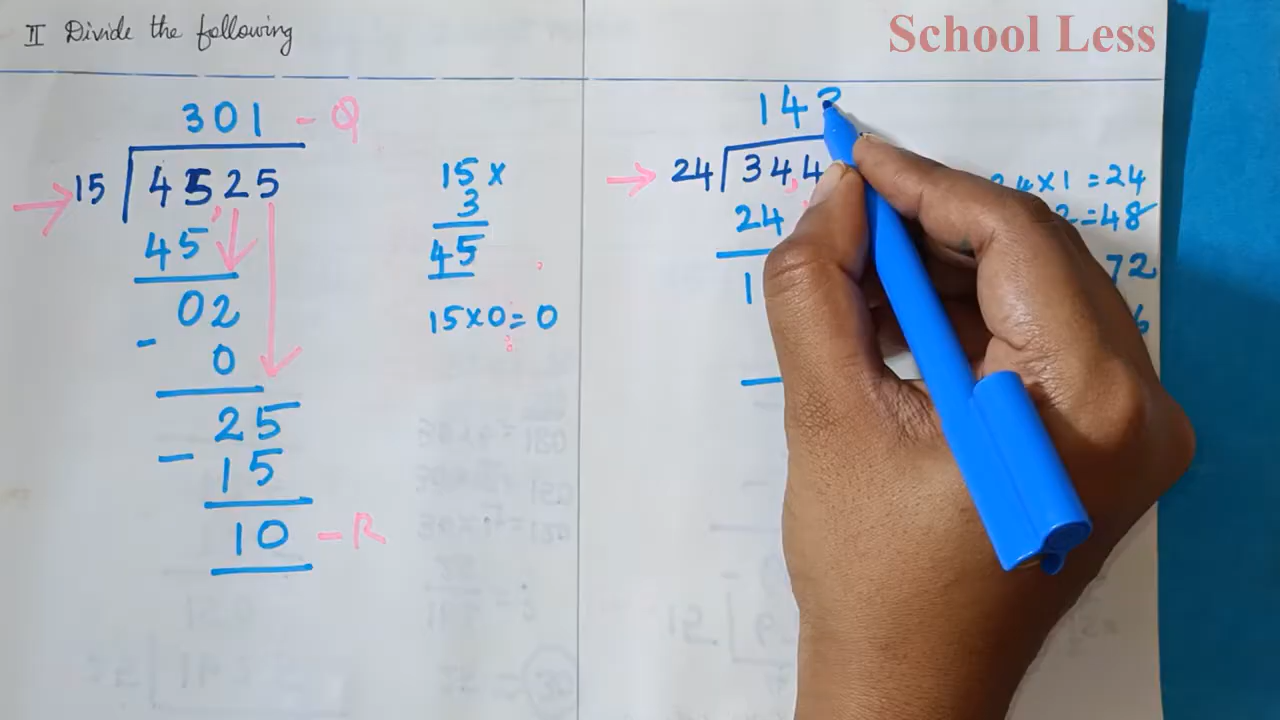 II Divide the following
School Less
301 - Q
15 4525
45
02
- 0
25
- 15
10 - R
15 x
3
45
15 x 0 = 0
14
24 344
24
1
x 1 = 24
= 48
72